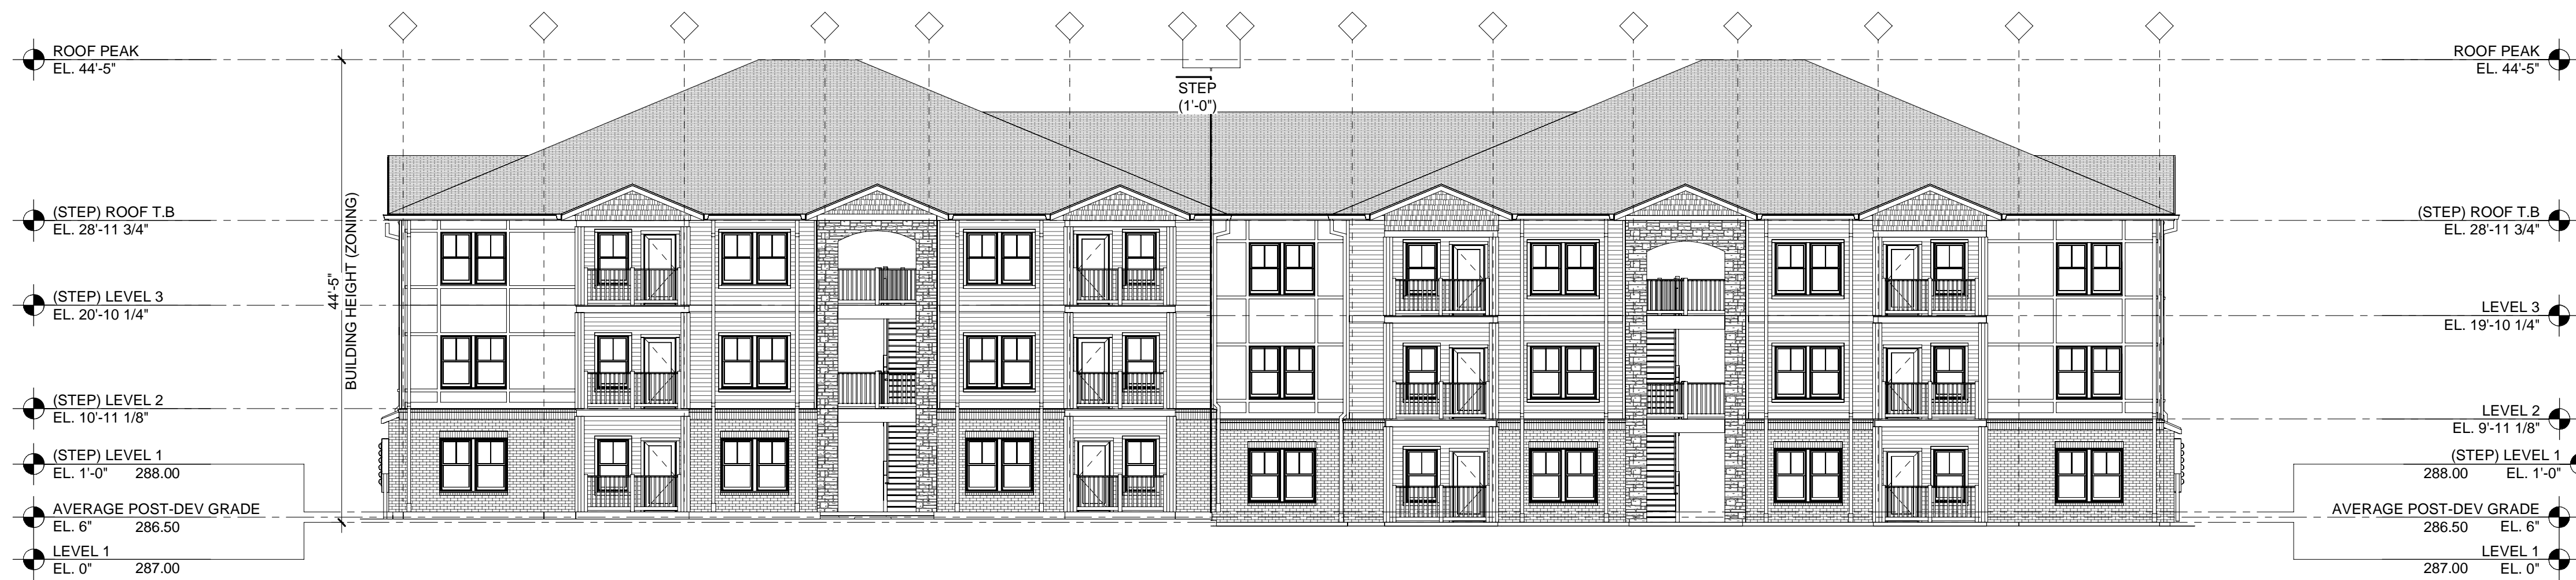 ROOF PEAK
EL. 44'-5"
ROOF PEAK
EL. 44'-5"
STEP
(1'-0")
(STEP) ROOF T.B
EL. 28'-11 3/4"
(STEP) ROOF T.B
EL. 28'-11 3/4"
44'-5"
BUILDING HEIGHT (ZONING)
(STEP) LEVEL 3
EL. 20'-10 1/4"
LEVEL 3
EL. 19'-10 1/4"
(STEP) LEVEL 2
EL. 10'-11 1/8"
LEVEL 2
EL. 9'-11 1/8"
(STEP) LEVEL 1
EL. 1'-0" 288.00
(STEP) LEVEL 1
288.00 EL. 1'-0"
AVERAGE POST-DEV GRADE
EL. 6" 286.50
AVERAGE POST-DEV GRADE
286.50 EL. 6"
LEVEL 1
EL. 0" 287.00
LEVEL 1
287.00 EL. 0"